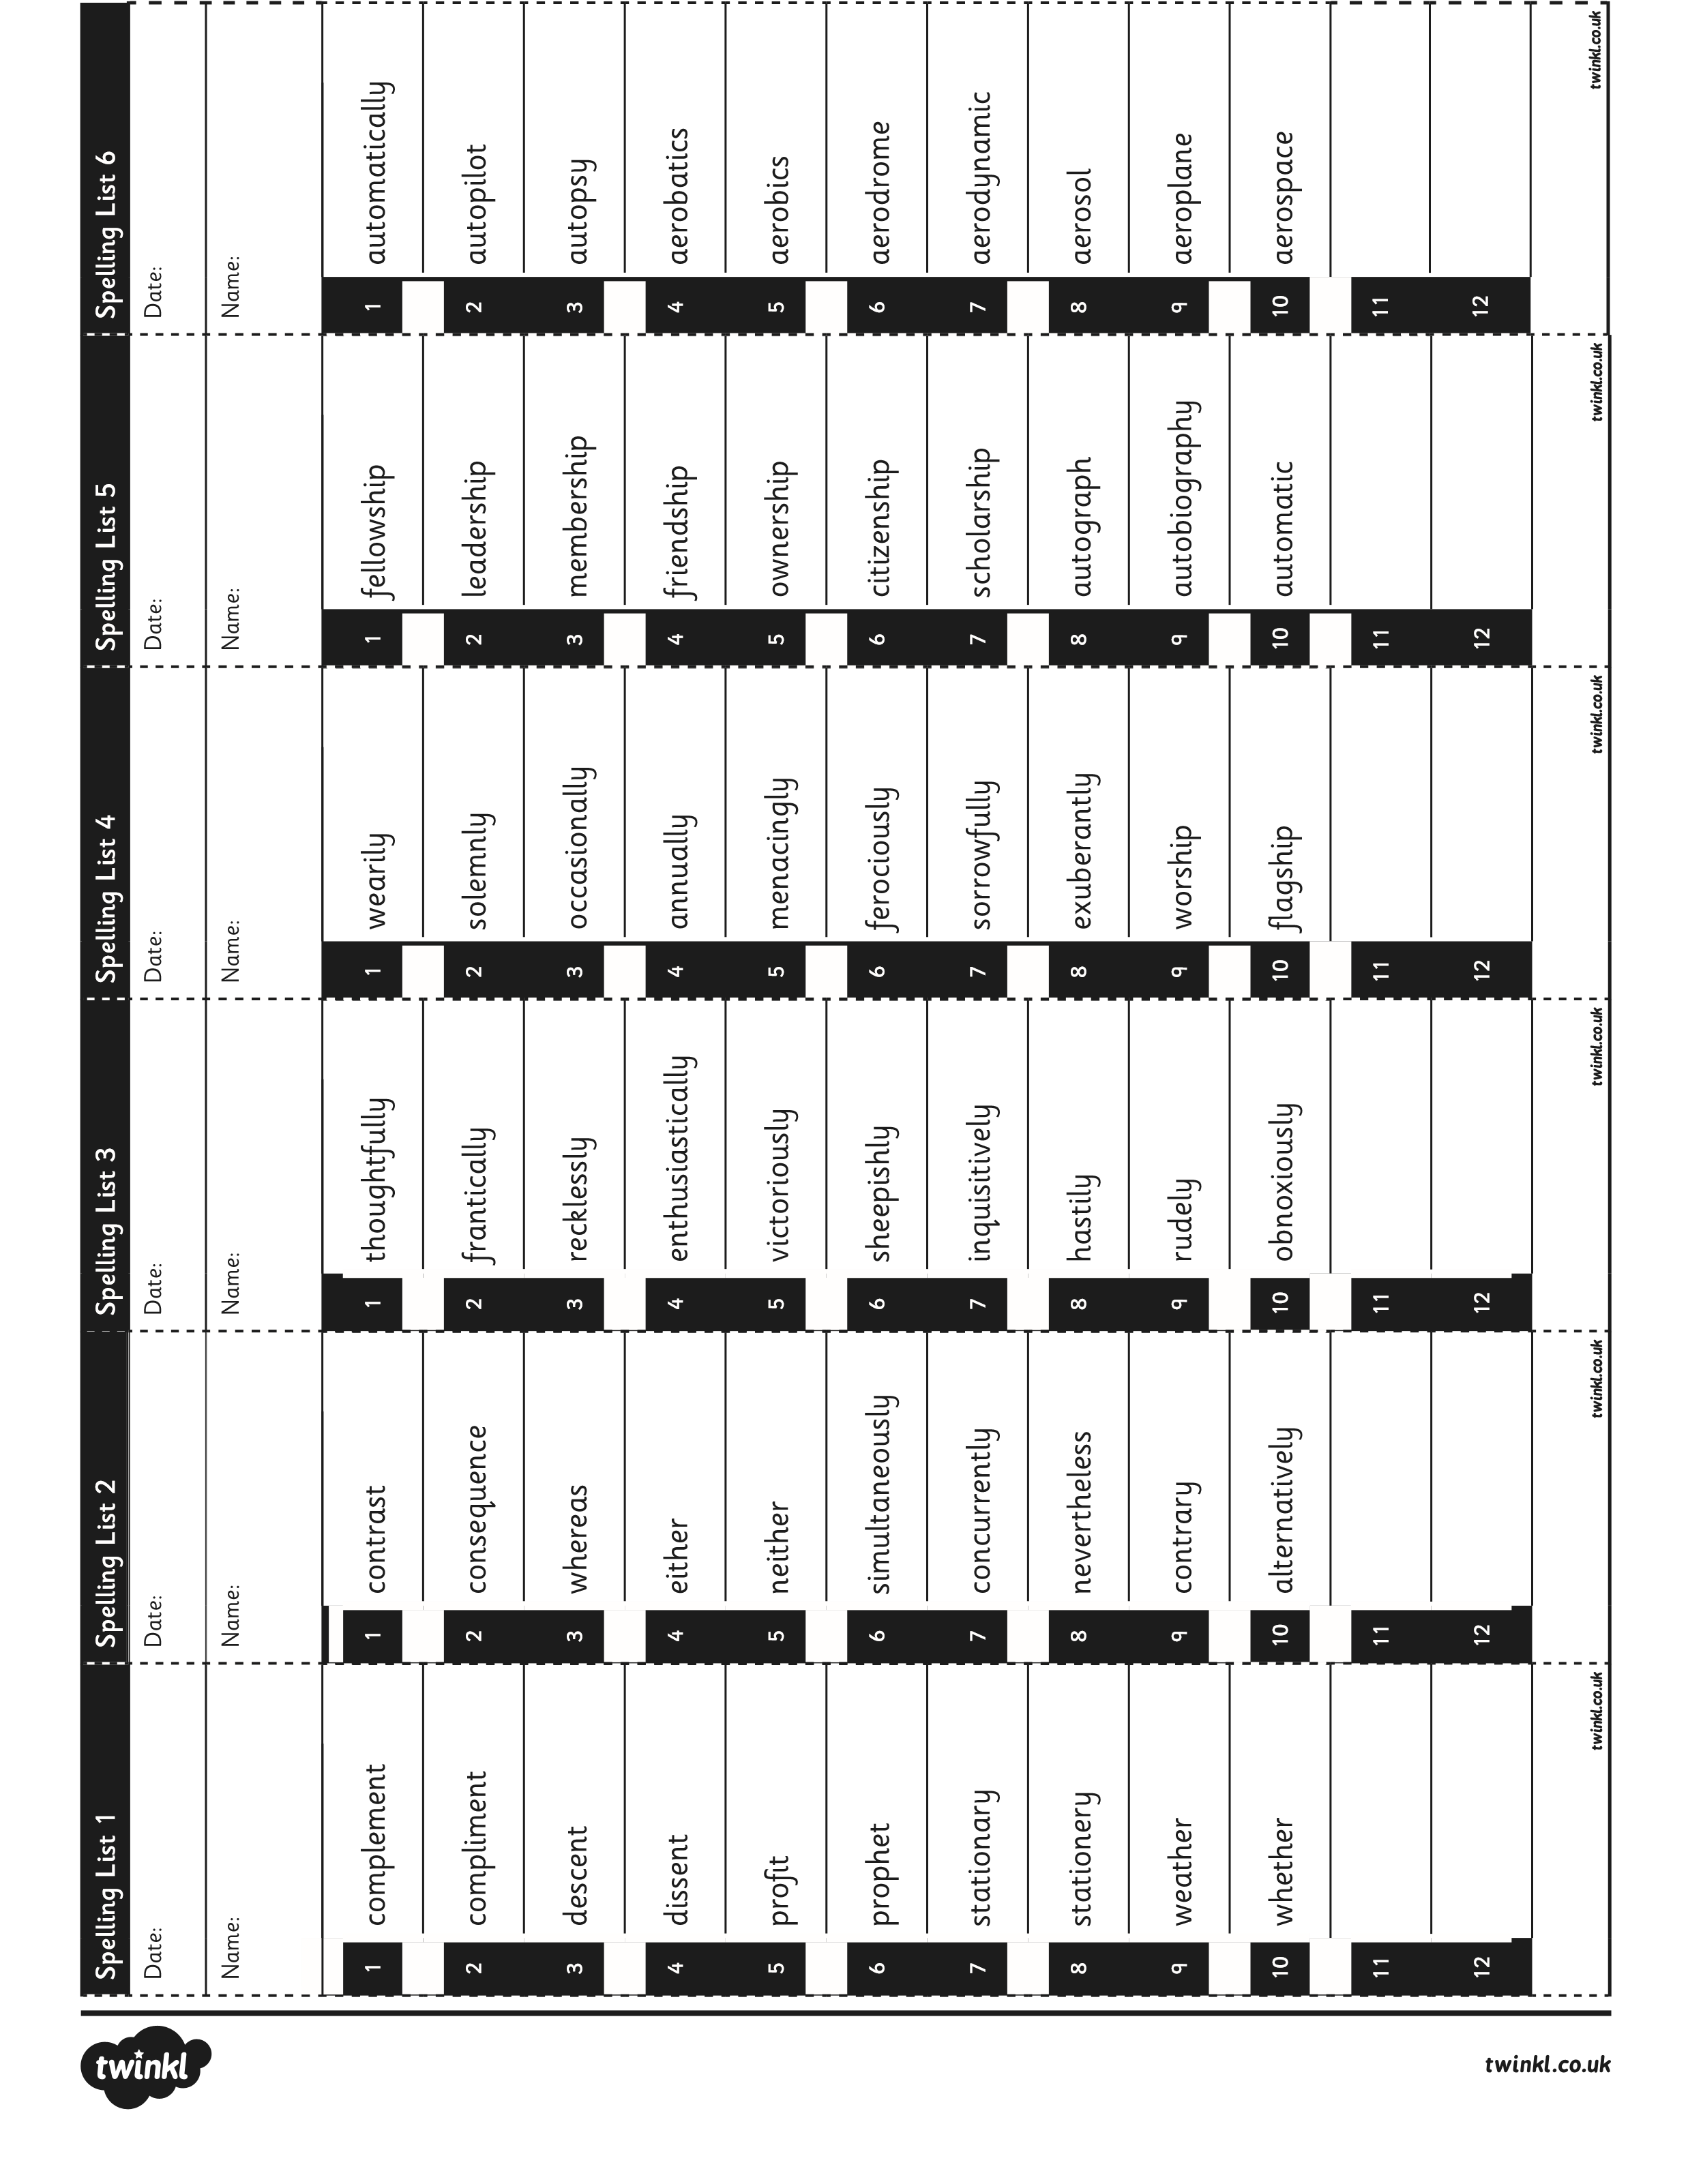 Spelling List 1
Date:
Name:
1 complement
2 compliment
3 descent
4 dissent
5 profit
6 prophet
7 stationary
8 stationery
9 weather
10 whether
11
12
twinkl.co.uk
Spelling List 2
Date:
Name:
1 contrast
2 consequence
3 whereas
4 either
5 neither
6 simultaneously
7 concurrently
8 nevertheless
9 contrary
10 alternatively
11
12
twinkl.co.uk
Spelling List 3
Date:
Name:
1 thoughtfully
2 frantically
3 recklessly
4 enthusiastically
5 victoriously
6 sheepishly
7 inquisitively
8 hastily
9 rudely
10 obnoxiously
11
12
twinkl.co.uk
Spelling List 4
Date:
Name:
1 wearily
2 solemnly
3 occasionally
4 annually
5 menacingly
6 ferociously
7 sorrowfully
8 exuberantly
9 worship
10 flagship
11
12
twinkl.co.uk
Spelling List 5
Date:
Name:
1 fellowship
2 leadership
3 membership
4 friendship
5 ownership
6 citizenship
7 scholarship
8 autograph
9 autobiography
10 automatic
11
12
twinkl.co.uk
Spelling List 6
Date:
Name:
1 automatically
2 autopilot
3 autopsy
4 aerobatics
5 aerobics
6 aerodrome
7 aerodynamic
8 aerosol
9 aeroplane
10 aerospace
11
12
twinkl.co.uk
twinkl
twinkl.co.uk